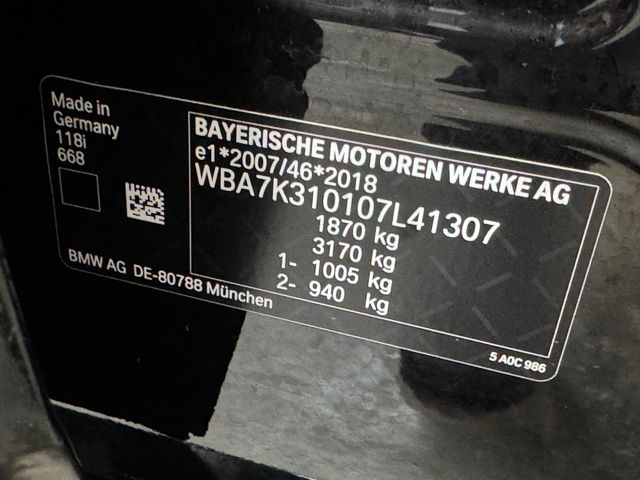 Made in
Germany
118i
668
BMW AG DE-80788 München
BAYERISCHE MOTOREN WERKE AG
e1*2007/46*2018
WBA7K310107L41307
1870 kg
3170 kg
1- 1005 kg
2- 940 kg
5 A0C 986